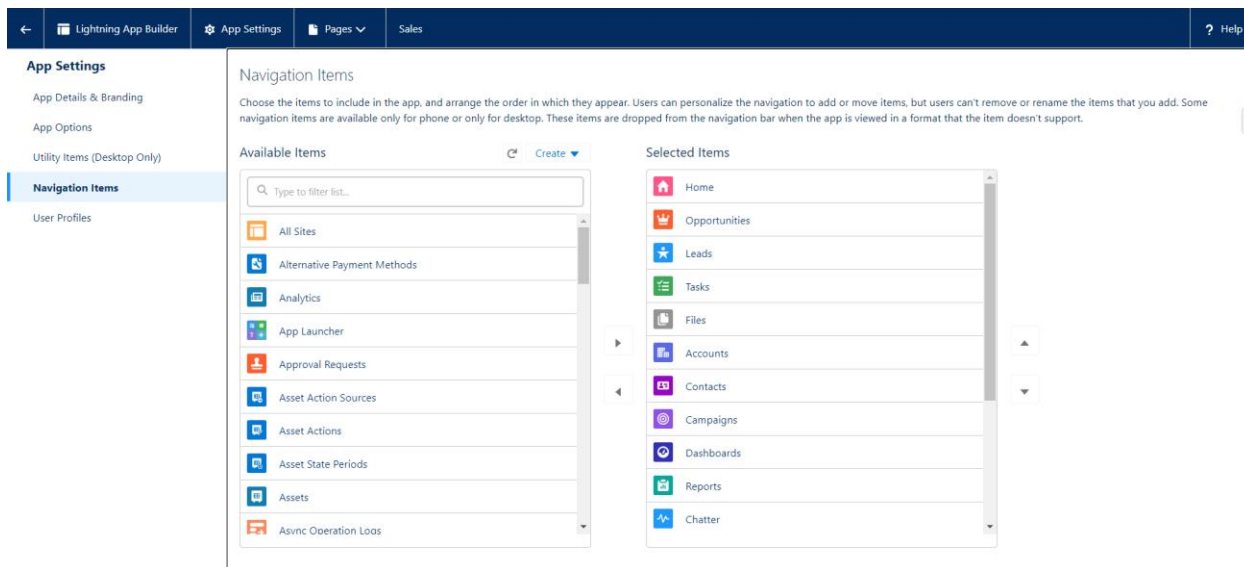 Lightning App Builder
App Settings
Pages
Sales
? Help
App Settings
App Details & Branding
App Options
Utility Items (Desktop Only)
Navigation Items
User Profiles
Navigation Items
Choose the items to include in the app, and arrange the order in which they appear. Users can personalize the navigation to add or move items, but users can't remove or rename the items that you add. Some
navigation items are available only for phone or only for desktop. These items are dropped from the navigation bar when the app is viewed in a format that the item doesn't support.
Available Items
Create
Type to filter list...
All Sites
Alternative Payment Methods
Analytics
App Launcher
Approval Requests
Asset Action Sources
Asset Actions
Asset State Periods
Assets
Async Operation Logs
Selected Items
Home
Opportunities
Leads
Tasks
Files
Accounts
Contacts
Campaigns
Dashboards
Reports
Chatter